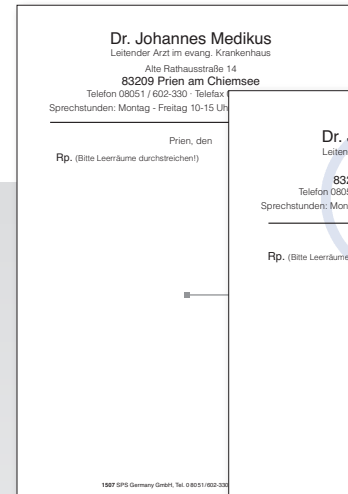 Dr. Johannes Medikus
Leitender Arzt im evang. Krankenhaus
Alte Rathausstraße 14
83209 Prien am Chiemsee
Telefon 08051 / 602-330 · Telefax
Sprechstunden: Montag - Freitag 10-15 Uh
Prien, den
Rp. (Bitte Leerräume durchstreichen!)
1507 SPS Germany GmbH, Tel. 0 80 51/602-330
Dr.
Leiten
832
Telefon 0805
Sprechstunden: Mon
Rp. (Bitte Leerräume